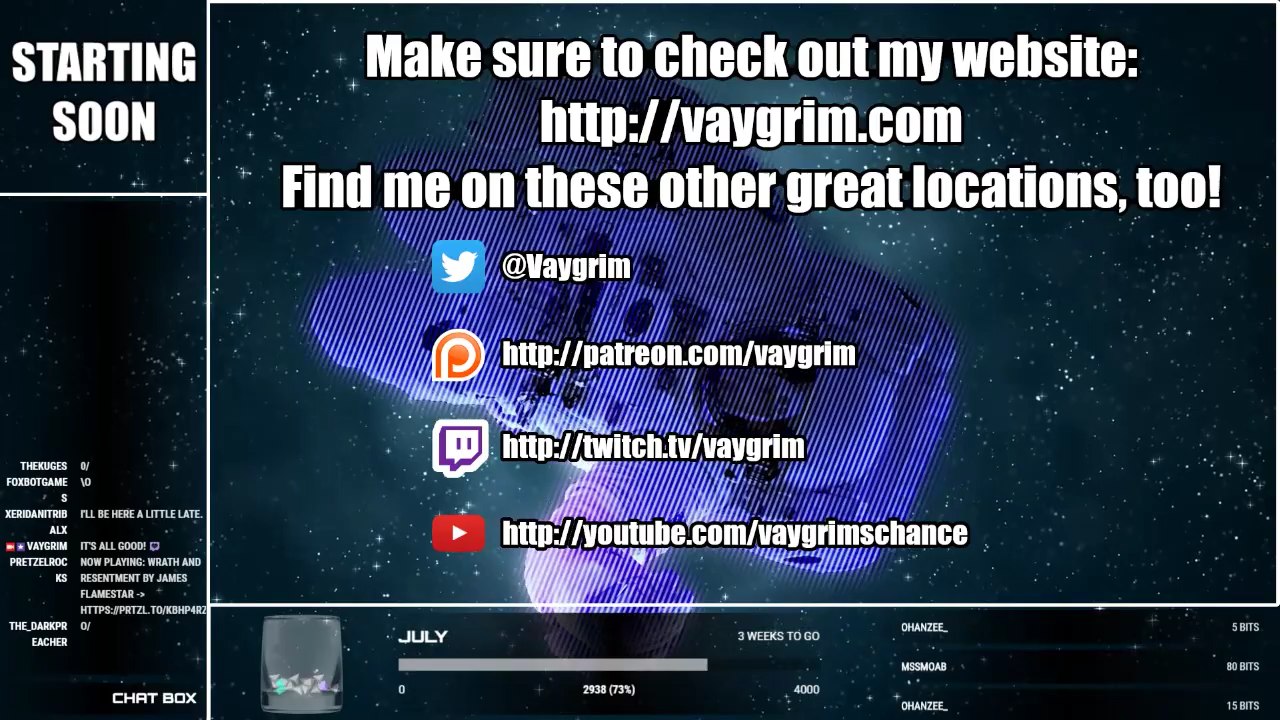 STARTING
SOON
Make sure to check out my website:
http://vaygrim.com
Find me on these other great locations, too!
@Vaygrim
http://patreon.com/vaygrim
http://twitch.tv/vaygrim
http://youtube.com/vaygrimschance
THEKUGES 0/
FOXBOTGAME \O
S
XERIDANITRIB I'LL BE HERE A LITTLE LATE.
ALX
VAYGRIM IT'S ALL GOOD!
PRETZELROC NOW PLAYING: WRATH AND
KS RESENTMENT BY JAMES
FLAMESTAR ->
HTTPS://PRTZL.TO/KBHP4RZ
THE_DARKPR 0/
EACHER
CHAT BOX
JULY 3 WEEKS TO GO
0 2938 (73%) 4000
OHANZEE_ 5 BITS
MSSMOAB 80 BITS
OHANZEE_ 15 BITS